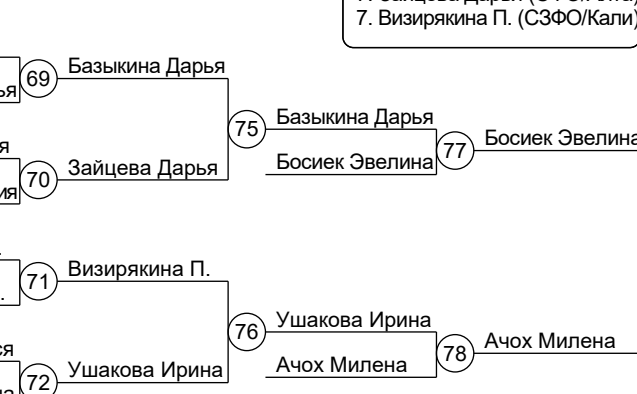 7. Визирякина П. (СЗФО/Кали)
69 Базыкина Дарья
75 Базыкина Дарья
77 Босиек Эвелина
Босиек Эвелина
70 Зайцева Дарья
71 Визирякина П.
76 Ушакова Ирина
78 Ачох Милена
Ачох Милена
72 Ушакова Ирина